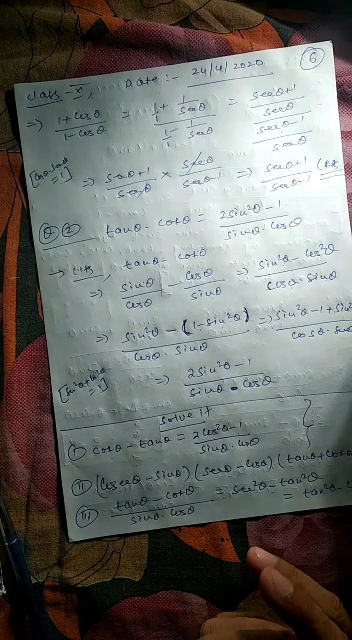 Class - X, Date :- 24/4/2020 (6)
⇒ (1 + cosθ)/(1 - cosθ) = (1 + 1/secθ)/(1 - 1/secθ) = ((secθ+1)/secθ)/((secθ-1)/secθ)
⇒ (secθ+1)/secθ × secθ/(secθ-1) ⇒ (secθ+1)/(secθ-1)
Q (2) tanθ - cotθ = (2sin²θ - 1)/(sinθ·cosθ)
LHS, tanθ - cotθ
⇒ sinθ/cosθ - cosθ/sinθ ⇒ (sin²θ - cos²θ)/(cosθ·sinθ)
⇒ (sin²θ - (1 - sin²θ))/(cosθ·sinθ) ⇒ (sin²θ - 1 + sin
⇒ (2sin²θ - 1)/(sinθ·cosθ)
Solve it
(I) cotθ - tanθ = (2cos²θ - 1)/(sinθ·cosθ)
(II) (cosecθ - sinθ)(secθ - cosθ)(tanθ + cotθ
(III) (tanθ - cotθ)/(sinθ·cosθ) = sec²θ -
= tan²θ -